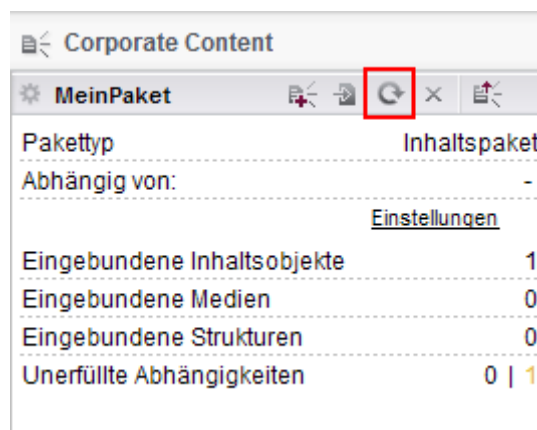 Corporate Content
MeinPaket
Pakettyp Inhaltspaket
Abhängig von: -
Einstellungen
Eingebundene Inhaltsobjekte 1
Eingebundene Medien 0
Eingebundene Strukturen 0
Unerfüllte Abhängigkeiten 0 | 1